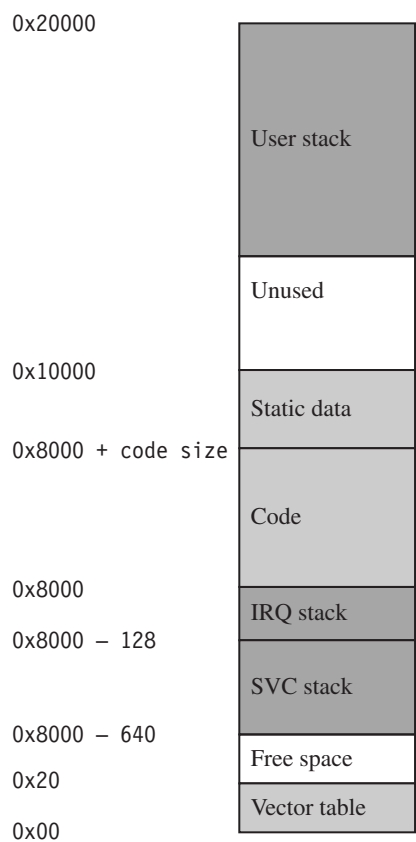 0x20000
User stack
Unused
0x10000
Static data
0x8000 + code size
Code
0x8000
IRQ stack
0x8000 – 128
SVC stack
0x8000 – 640
Free space
0x20
Vector table
0x00